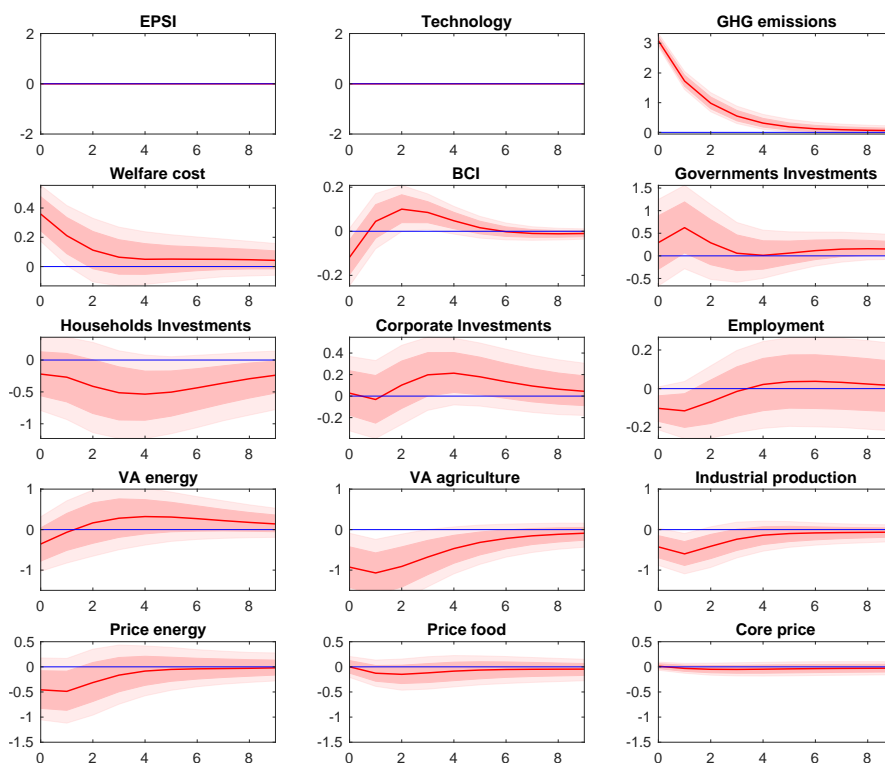 EPSI
2
0
-2
0 2 4 6 8
Technology
2
0
-2
0 2 4 6 8
GHG emissions
3
2
1
0
0 2 4 6 8
Welfare cost
0.4
0.2
0
0 2 4 6 8
BCI
0.2
0
-0.2
0 2 4 6 8
Governments Investments
1.5
1
0.5
0
-0.5
0 2 4 6 8
Households Investments
0
-0.5
-1
0 2 4 6 8
Corporate Investments
0.4
0.2
0
-0.2
0 2 4 6 8
Employment
0.2
0
-0.2
0 2 4 6 8
VA energy
1
0
-1
0 2 4 6 8
VA agriculture
1
0
-1
0 2 4 6 8
Industrial production
1
0
-1
0 2 4 6 8
Price energy
0.5
0
-0.5
-1
-1.5
0 2 4 6 8
Price food
0.5
0
-0.5
-1
-1.5
0 2 4 6 8
Core price
0.5
0
-0.5
-1
-1.5
0 2 4 6 8